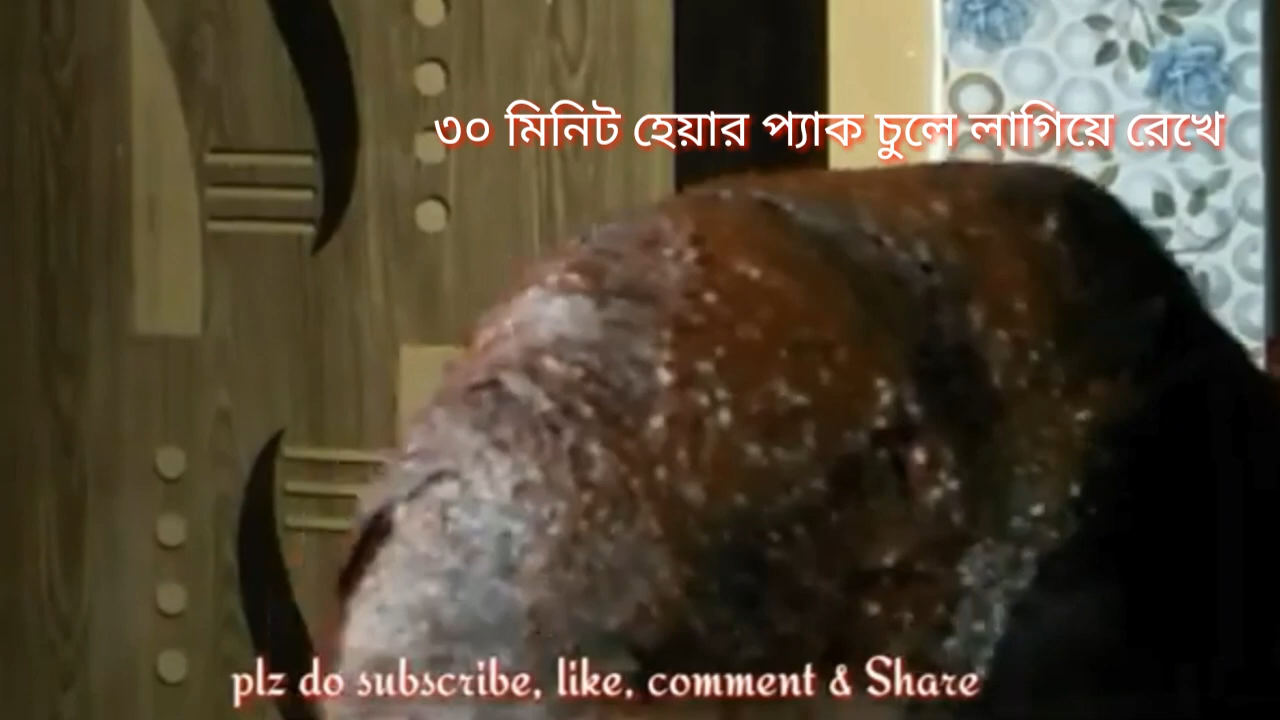 ৩০ মিনিট হেয়ার প্যাক চুলে লাগিয়ে রেখে
plz do subscribe, like, comment & Share